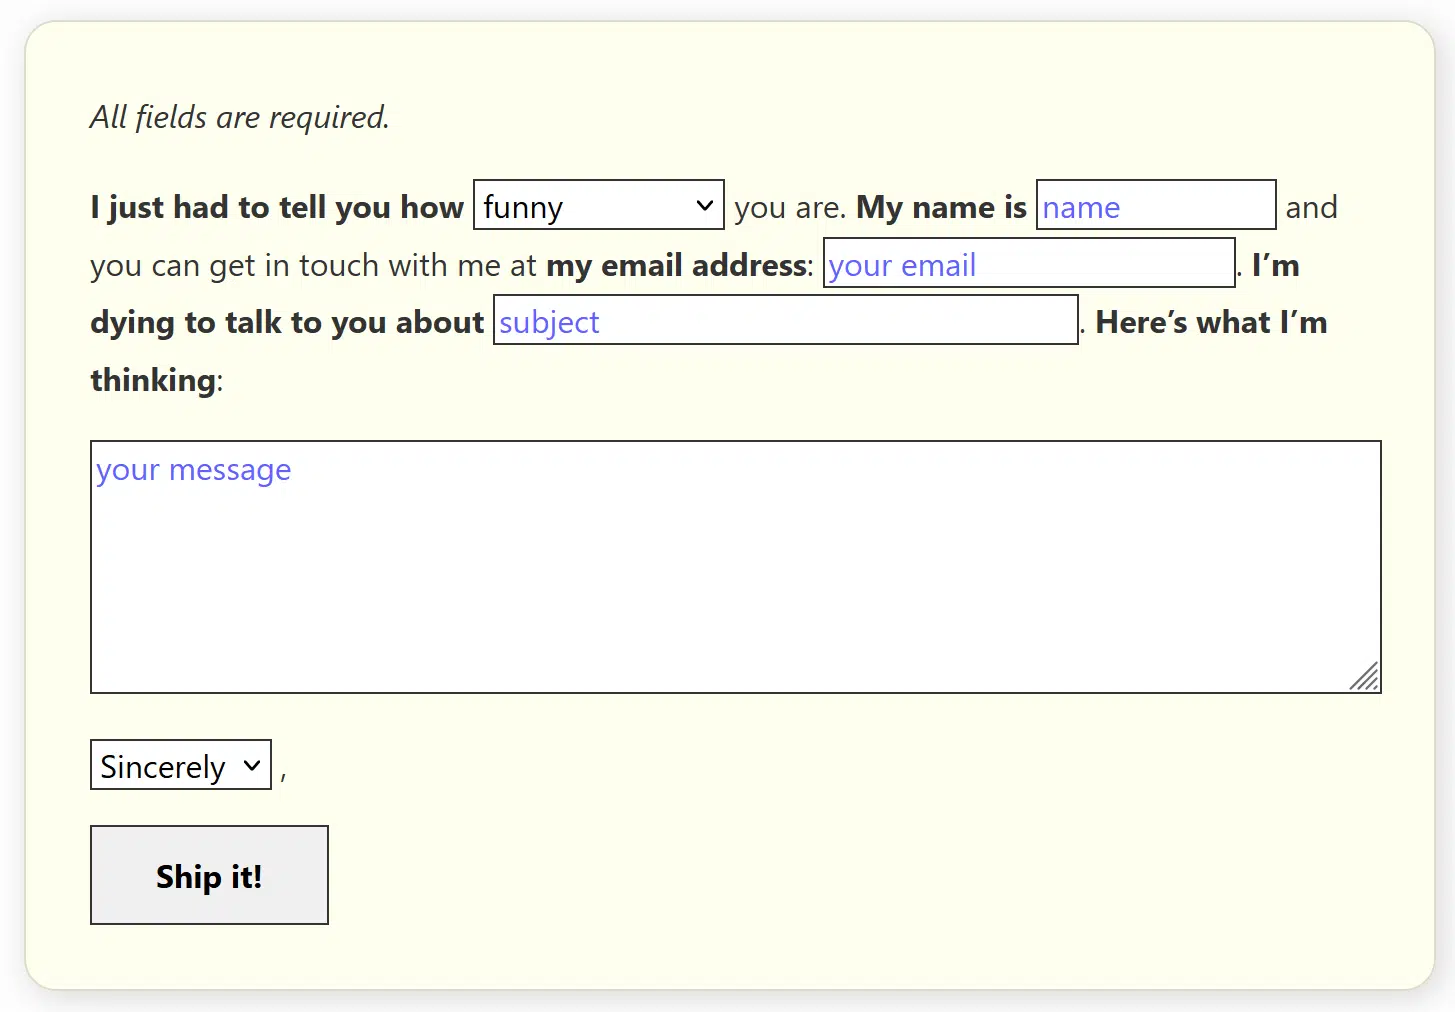 All fields are required.
I just had to tell you how funny you are. My name is name and
you can get in touch with me at my email address: your email. I’m
dying to talk to you about subject. Here’s what I’m
thinking:
your message
Sincerely ,
Ship it!